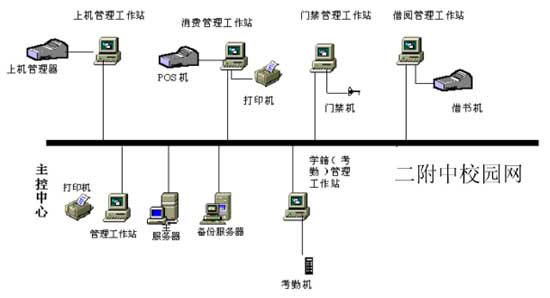 上机管理工作站
消费管理工作站
门禁管理工作站
借阅管理工作站
上机管理器
POS机
打印机
门禁机
借书机
主控中心
学籍(考
勤)管理
工作站
二附中校园网
打印机
管理工作站
主
服务器
备份服务器
考勤机